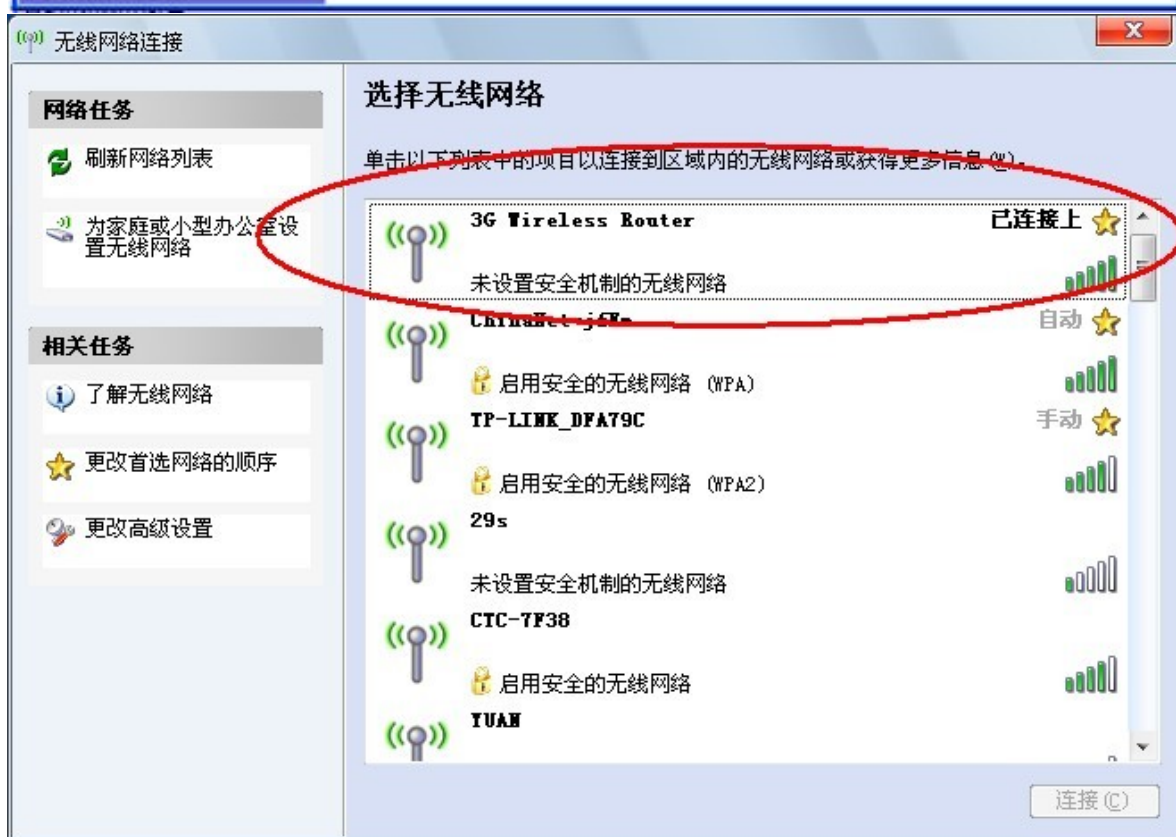 无线网络连接
网络任务
刷新网络列表
为家庭或小型办公室设
置无线网络
相关任务
了解无线网络
更改首选网络的顺序
更改高级设置
选择无线网络
单击以下列表中的项目以连接到区域内的无线网络或获得更多信息(W)。
3G Wireless Router 已连接上
未设置安全机制的无线网络
自动
启用安全的无线网络 (WPA)
TP-LINK_DFA79C 手动
启用安全的无线网络 (WPA2)
29s
未设置安全机制的无线网络
CTC-7F38
启用安全的无线网络
YUAN
连接(C)